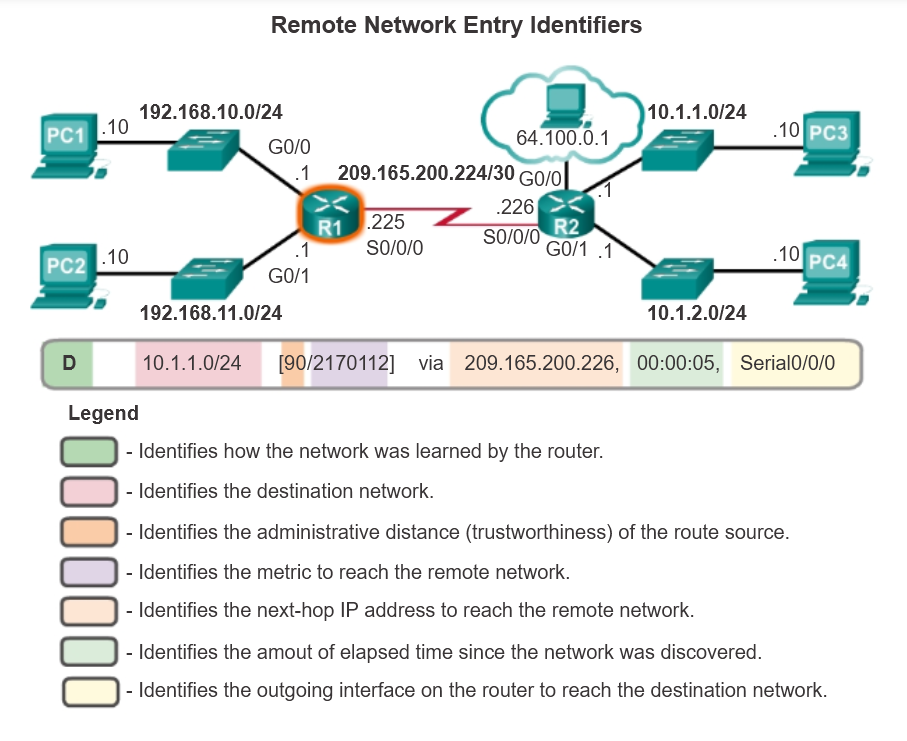 Remote Network Entry Identifiers
192.168.10.0/24
10.1.1.0/24
PC1
.10
64.100.0.1
.10
PC3
G0/0
.1
209.165.200.224/30
G0/0
.1
R1
.225
S0/0/0
.226
S0/0/0
R2
G0/1
.1
PC2
.10
.1
G0/1
.10
PC4
192.168.11.0/24
10.1.2.0/24
D 10.1.1.0/24 [90/2170112] via 209.165.200.226, 00:00:05, Serial0/0/0
Legend
- Identifies how the network was learned by the router.
- Identifies the destination network.
- Identifies the administrative distance (trustworthiness) of the route source.
- Identifies the metric to reach the remote network.
- Identifies the next-hop IP address to reach the remote network.
- Identifies the amout of elapsed time since the network was discovered.
- Identifies the outgoing interface on the router to reach the destination network.